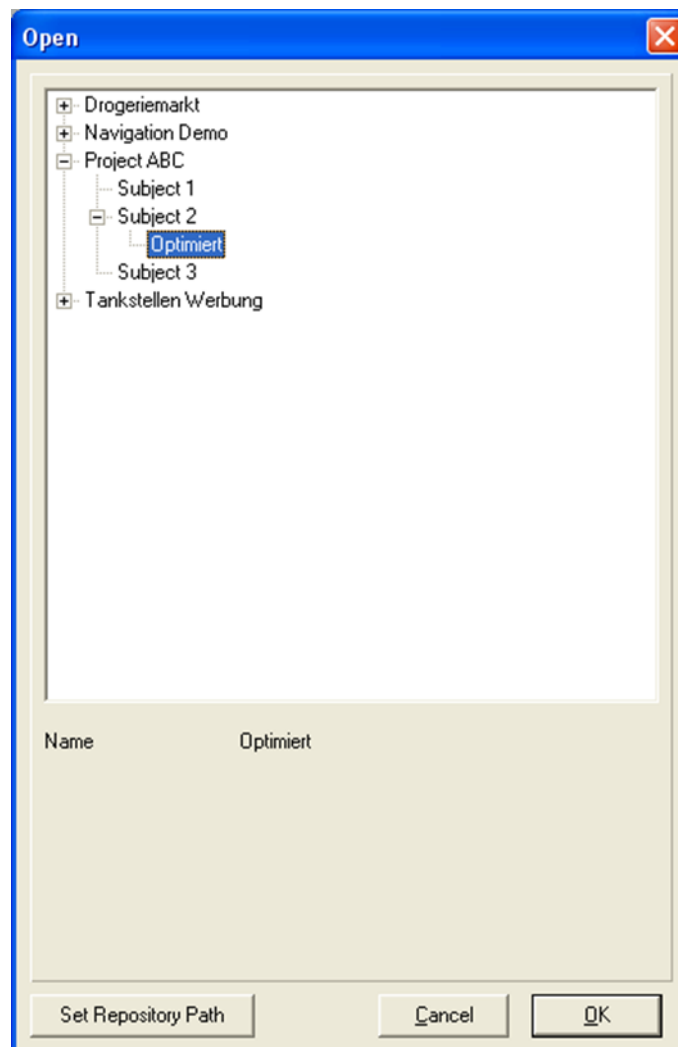 Open
Drogeriemarkt
Navigation Demo
Project ABC
Subject 1
Subject 2
Optimiert
Subject 3
Tankstellen Werbung
Name Optimiert
Set Repository Path Cancel OK